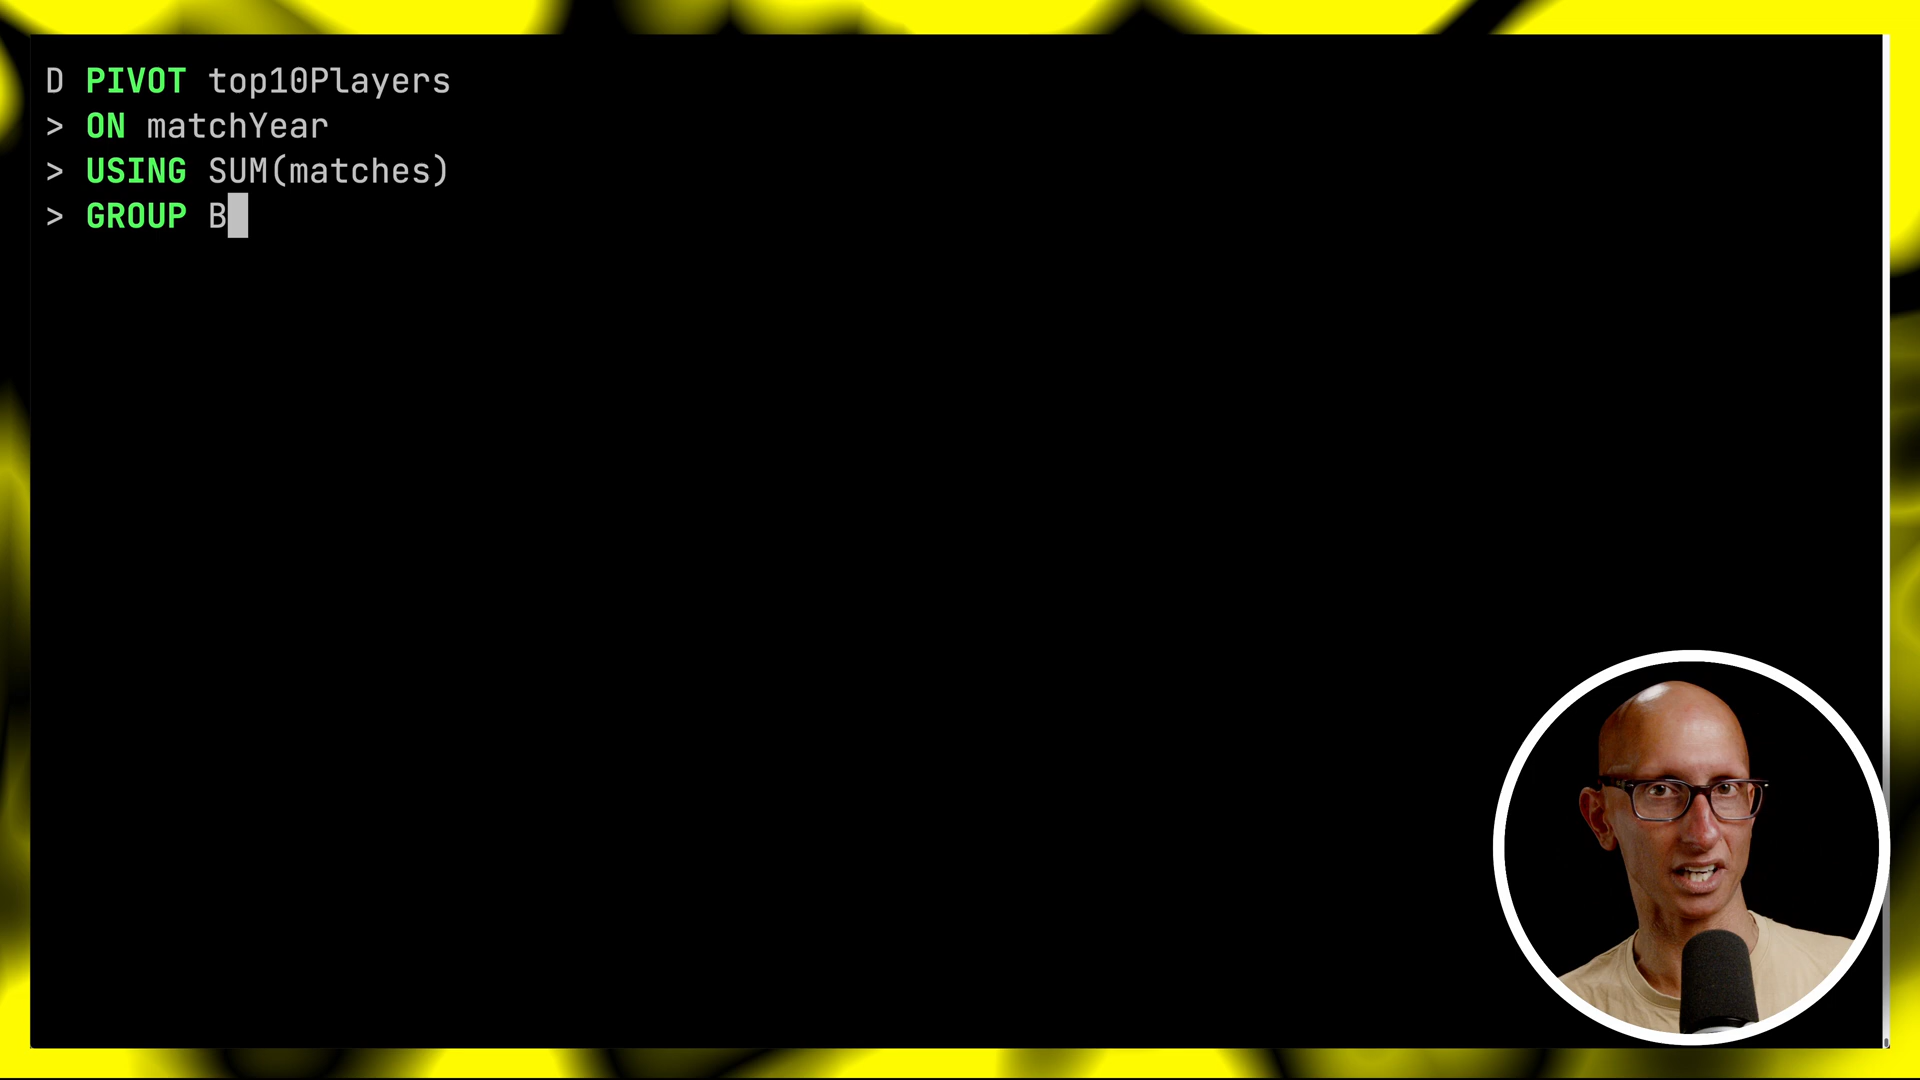 D PIVOT top10Players
> ON matchYear
> USING SUM(matches)
> GROUP B